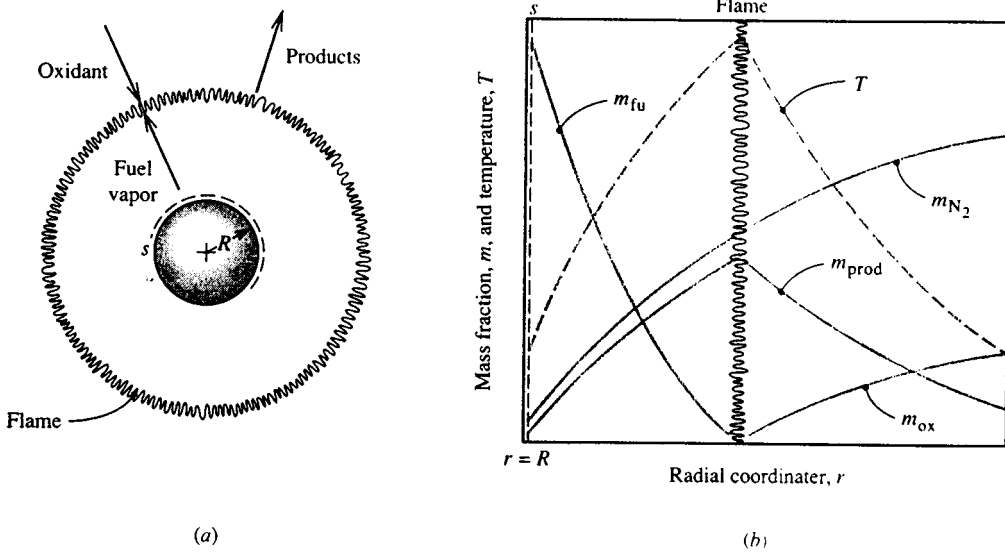 Oxidant
Products
Fuel
vapor
s
R
Flame
(a)
s
Flame
m_fu
T
m_N2
m_prod
m_ox
Mass fraction, m, and temperature, T
r = R
Radial coordinater, r
(b)